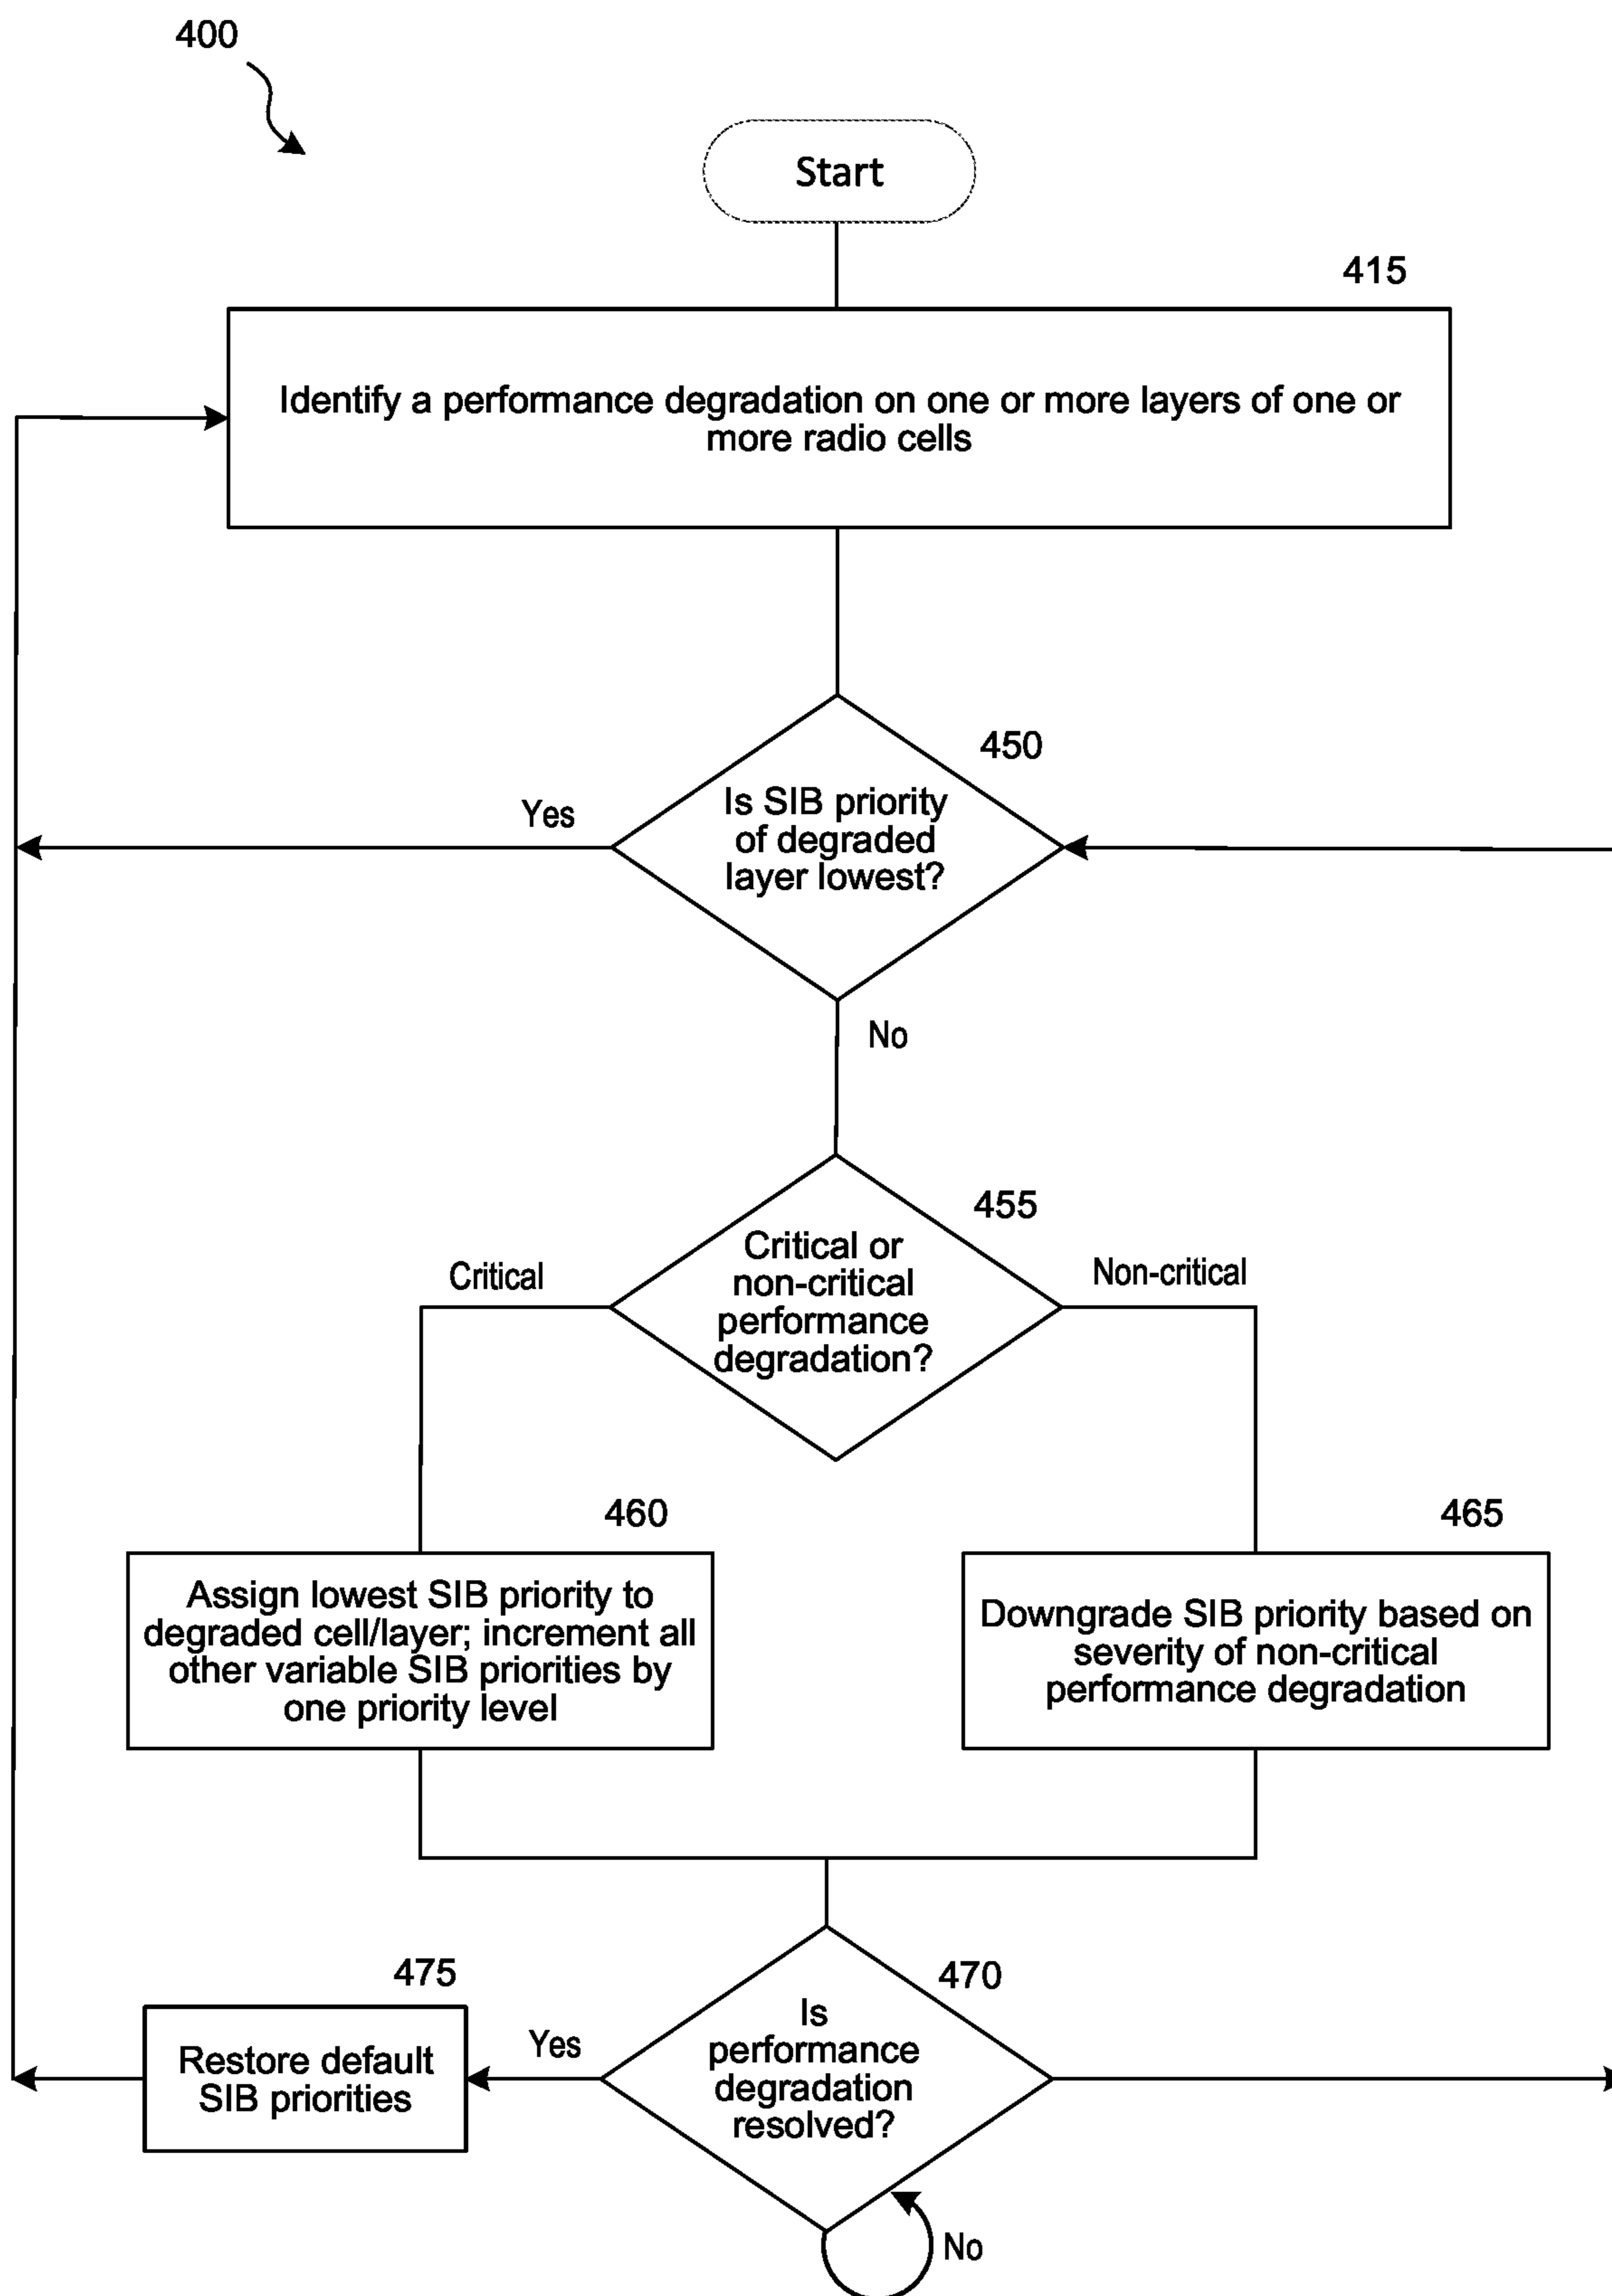 400
Start
415
Identify a performance degradation on one or more layers of one or
more radio cells
450
Is SIB priority
of degraded
layer lowest?
Yes
No
455
Critical or
non-critical
performance
degradation?
Critical
Non-critical
460
Assign lowest SIB priority to
degraded cell/layer; increment all
other variable SIB priorities by
one priority level
465
Downgrade SIB priority based on
severity of non-critical
performance degradation
470
Is
performance
degradation
resolved?
Yes
475
Restore default
SIB priorities
No